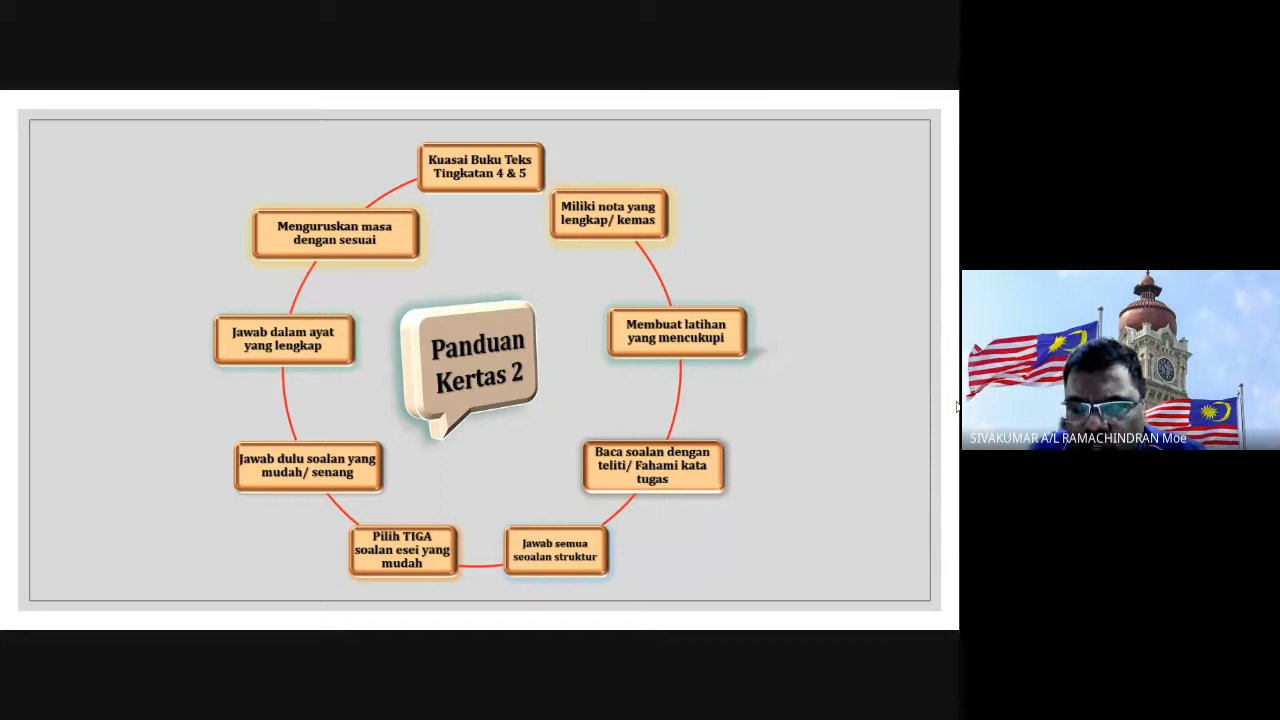 Kuasai Buku Teks
Tingkatan 4 & 5
Miliki nota yang
lengkap/ kemas
Membuat latihan
yang mencukupi
Baca soalan dengan
teliti/ Fahami kata
tugas
Jawab semua
seoalan struktur
Pilih TIGA
soalan esei yang
mudah
Jawab dulu soalan yang
mudah/ senang
Jawab dalam ayat
yang lengkap
Menguruskan masa
dengan sesuai
Panduan
Kertas 2
SIVAKUMAR A/L RAMACHINDRAN Moe